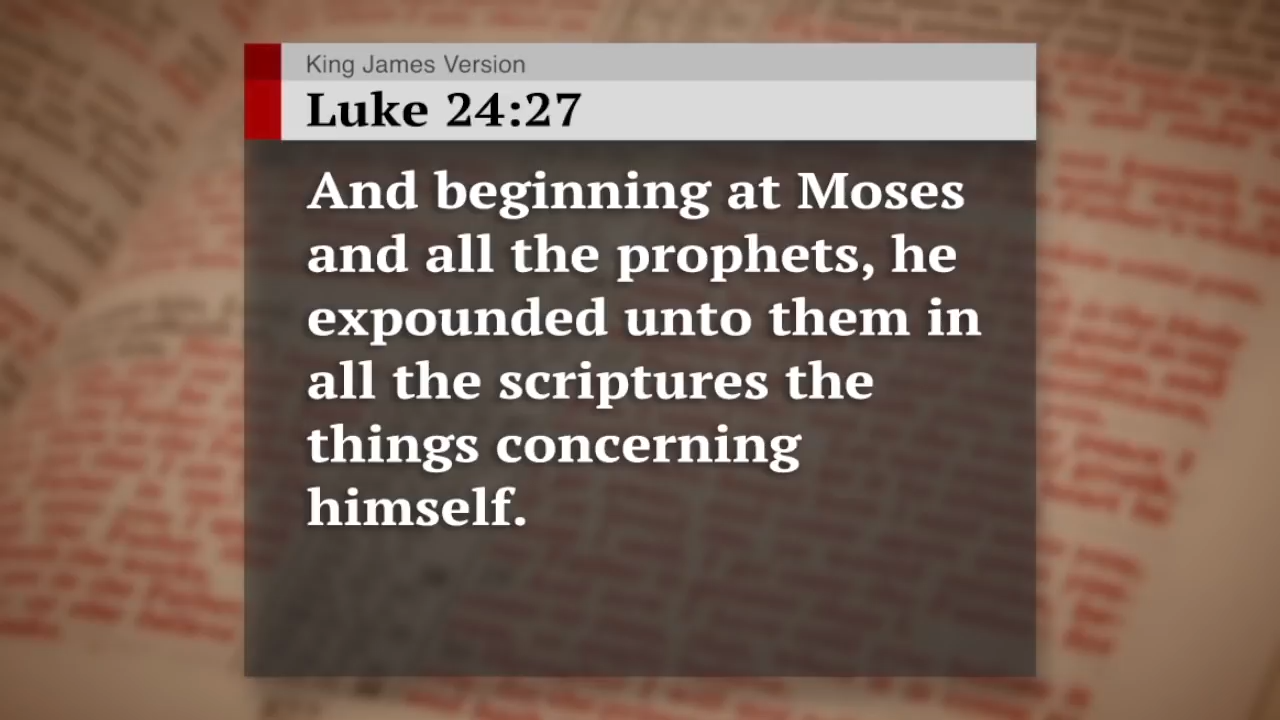 King James Version
Luke 24:27
And beginning at Moses
and all the prophets, he
expounded unto them in
all the scriptures the
things concerning
himself.